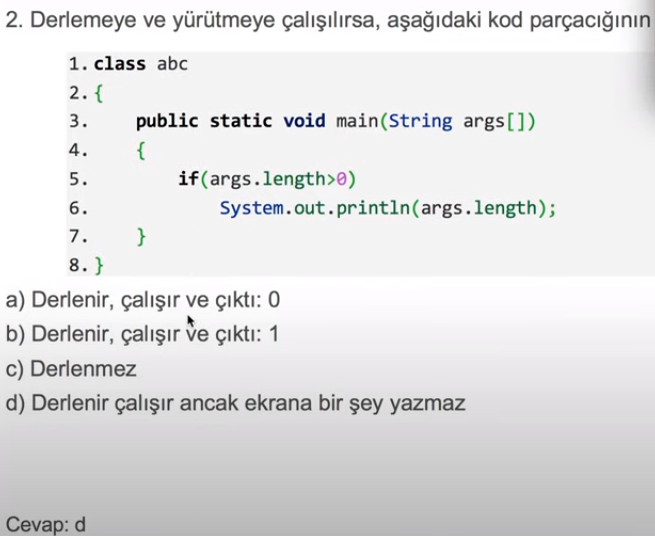 2. Derlemeye ve yürütmeye çalışılırsa, aşağıdaki kod parçacığının
1. class abc
2. {
3. public static void main(String args[])
4. {
5. if(args.length>0)
6. System.out.println(args.length);
7. }
8. }
a) Derlenir, çalışır ve çıktı: 0
b) Derlenir, çalışır ve çıktı: 1
c) Derlenmez
d) Derlenir çalışır ancak ekrana bir şey yazmaz
Cevap: d